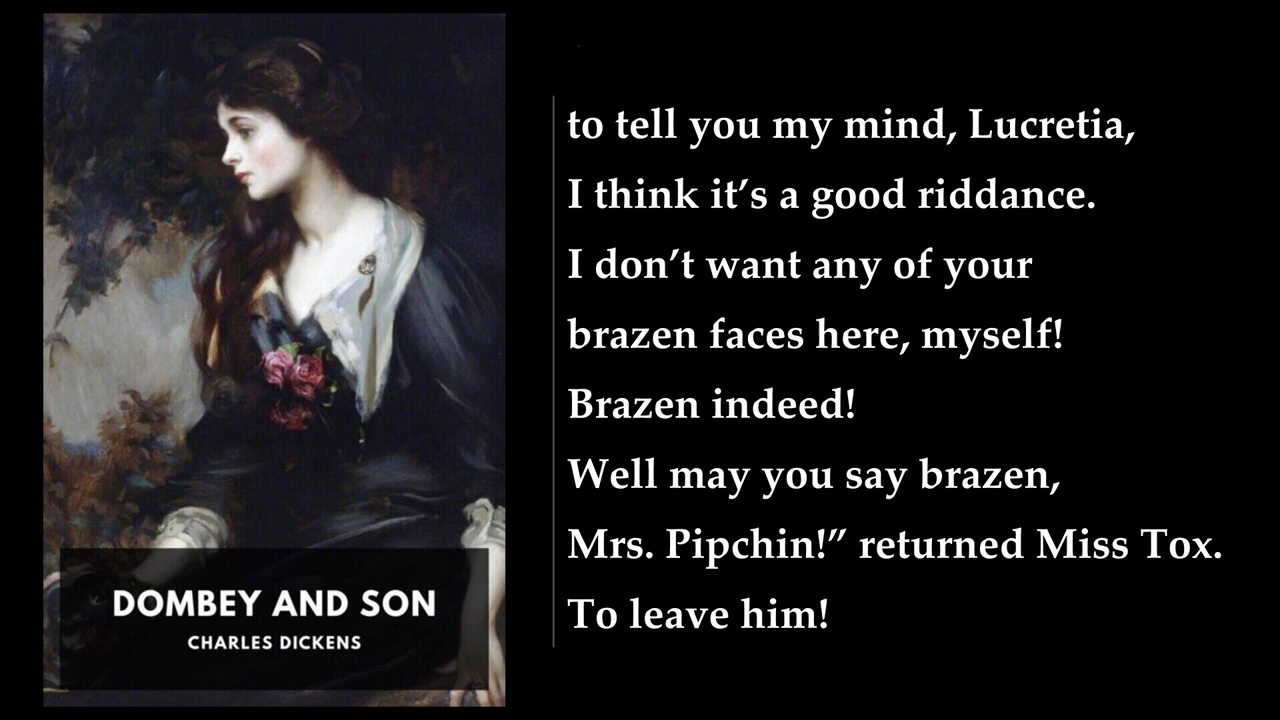 DOMBEY AND SON
CHARLES DICKENS
to tell you my mind, Lucretia,
I think it’s a good riddance.
I don’t want any of your
brazen faces here, myself!
Brazen indeed!
Well may you say brazen,
Mrs. Pipchin!” returned Miss Tox.
To leave him!